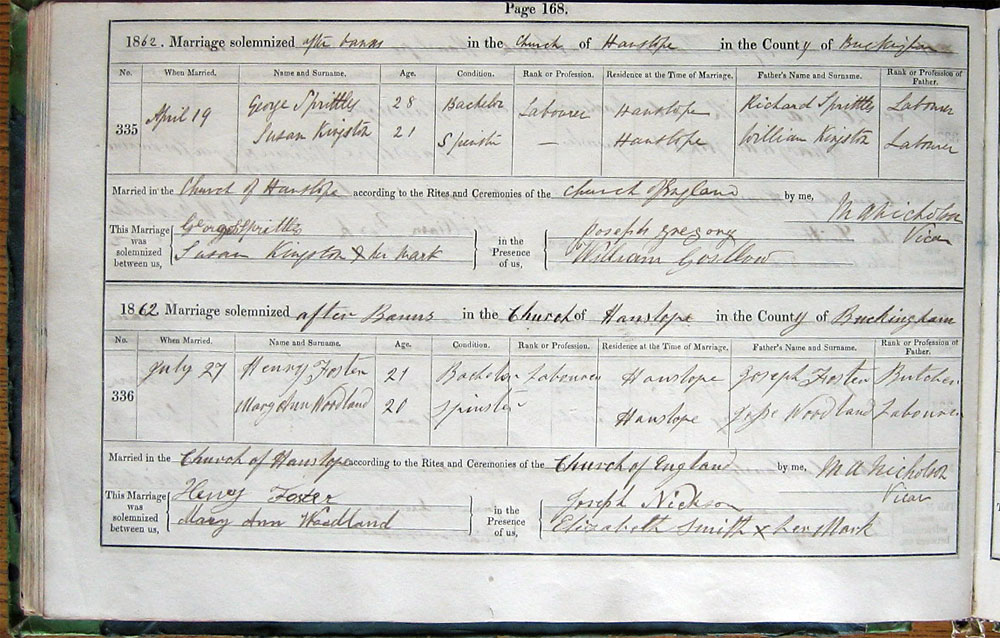 Page 168.
1862. Marriage solemnized after banns in the Church of Hanslope in the County of Buckingham
No. When Married. Name and Surname. Age. Condition. Rank or Profession. Residence at the Time of Marriage. Father's Name and Surname. Rank or Profession of Father.
335 April 19 George Sprittles 28 Bachelor Labourer Hanslope Richard Sprittles Labourer
Susan Kingston 21 Spinster — Hanslope William Kingston Labourer
Married in the Church of Hanslope according to the Rites and Ceremonies of the Church of England by me, M A Nicholson
Vicar
This Marriage was solemnized between us, George Sprittles in the Presence of us, Joseph Gregory
Susan Kingston x her mark William Gosllow
1862. Marriage solemnized after Banns in the Church of Hanslope in the County of Buckingham
No. When Married. Name and Surname. Age. Condition. Rank or Profession. Residence at the Time of Marriage. Father's Name and Surname. Rank or Profession of Father.
336 July 27 Henry Foster 21 Bachelor Labourer Hanslope Joseph Foster Butcher
Mary Ann Woodland 20 Spinster Hanslope Woodland Labourer
Married in the Church of Hanslope according to the Rites and Ceremonies of the Church of England by me, M A Nicholson
Vicar
This Marriage was solemnized between us, Henry Foster in the Presence of us, Joseph Nickson
Mary Ann Woodland Elizabeth Smith x her Mark